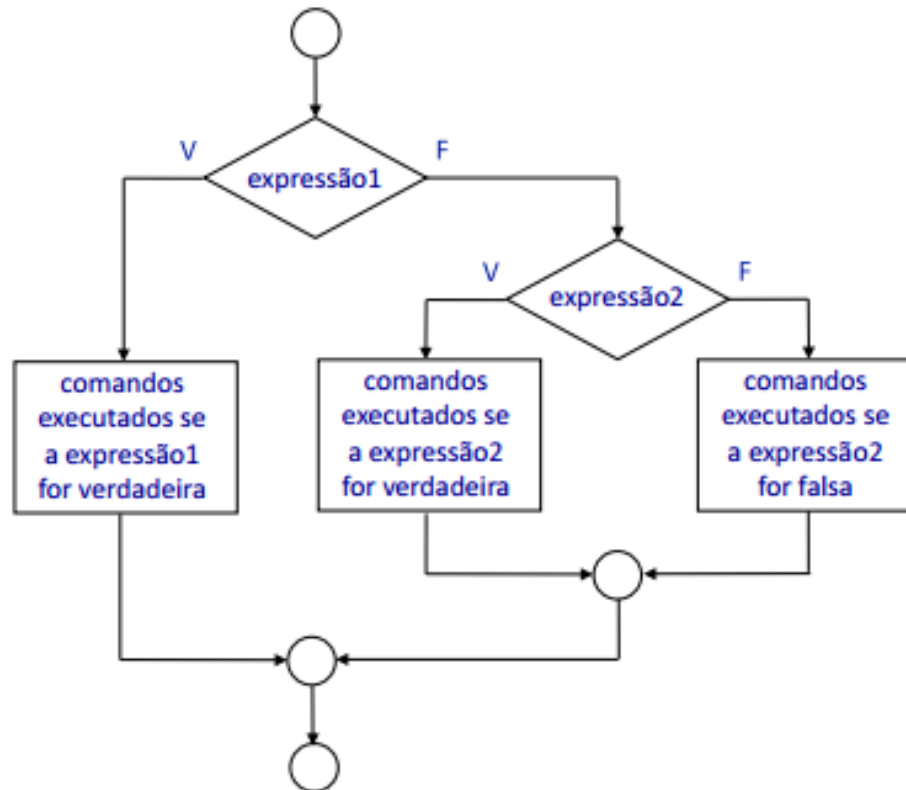 V
F
expressão1
V
F
expressão2
comandos
executados se
a expressão1
for verdadeira
comandos
executados se
a expressão2
for verdadeira
comandos
executados se
a expressão2
for falsa